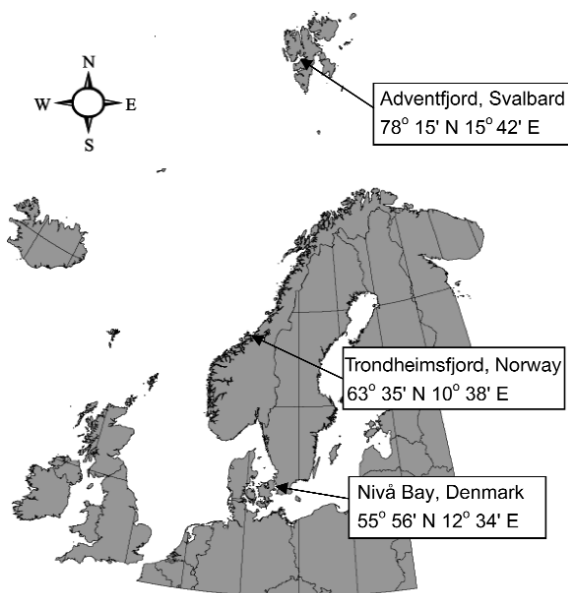 N
W E
S
Adventfjord, Svalbard
78° 15' N 15° 42' E
Trondheimsfjord, Norway
63° 35' N 10° 38' E
Nivå Bay, Denmark
55° 56' N 12° 34' E